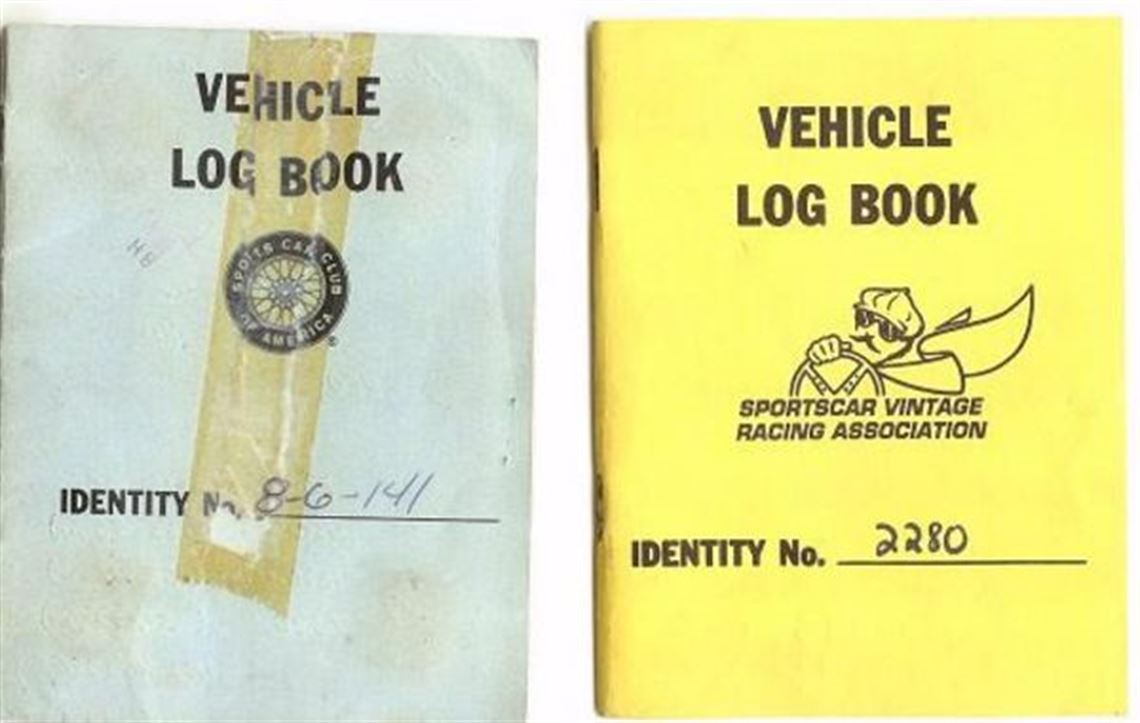 VEHICLE
LOG BOOK
HB
SPORTS CAR CLUB
OF AMERICA
®
IDENTITY No. 8-6-141
VEHICLE
LOG BOOK
SPORTSCAR VINTAGE
RACING ASSOCIATION
IDENTITY No. 2280